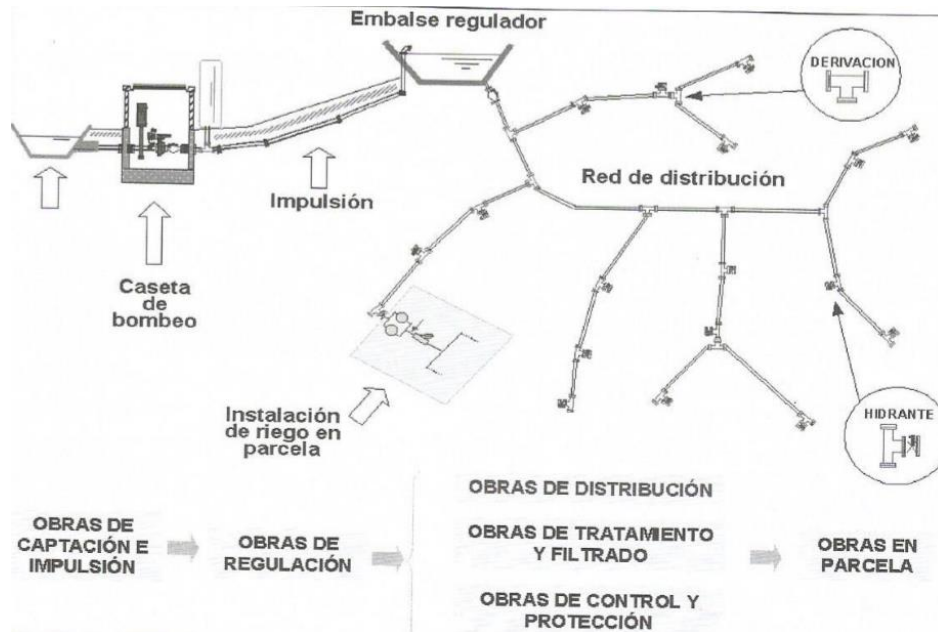 Embalse regulador
DERIVACION
Red de distribución
Impulsión
Caseta
de
bombeo
Instalación
de riego en
parcela
HIDRANTE
OBRAS DE
CAPTACIÓN E
IMPULSIÓN
OBRAS DE
REGULACIÓN
OBRAS DE DISTRIBUCIÓN
OBRAS DE TRATAMIENTO
Y FILTRADO
OBRAS DE CONTROL Y
PROTECCIÓN
OBRAS EN
PARCELA